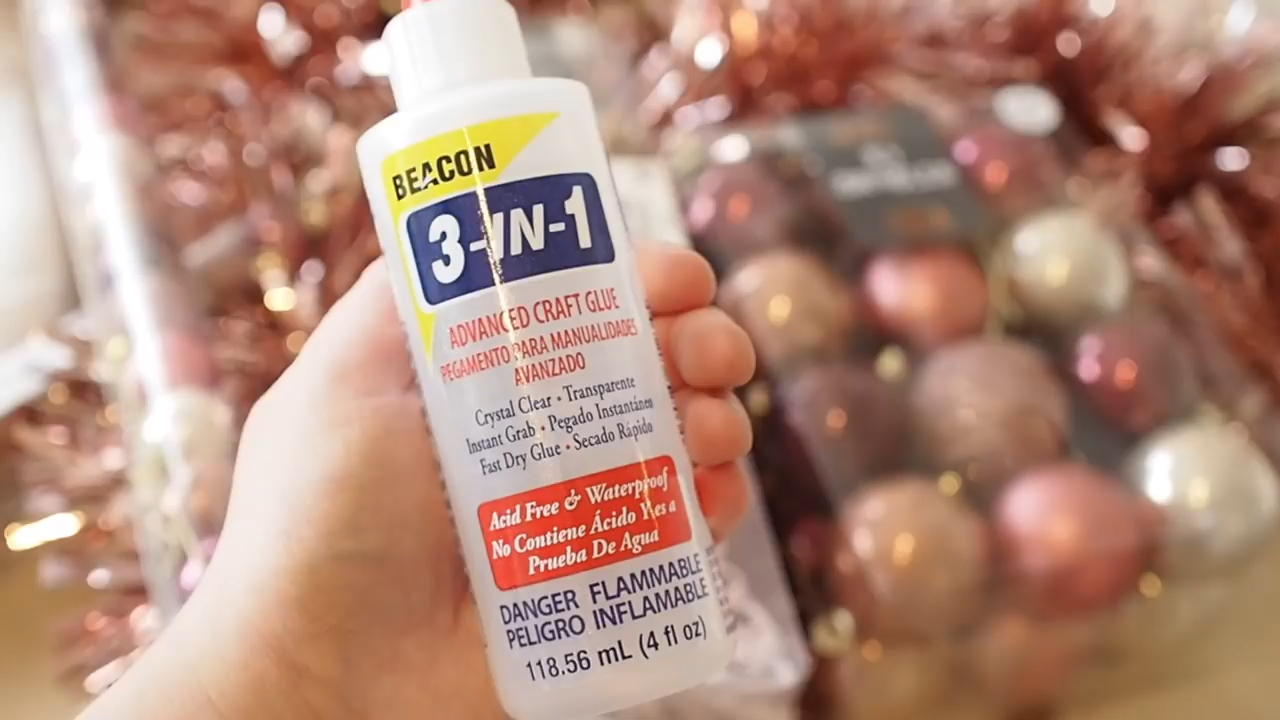 BEACON
3-IN-1
ADVANCED CRAFT GLUE
PEGAMENTO PARA MANUALIDADES
AVANZADO
Crystal Clear • Transparente
Instant Grab • Pegado Instantáneo
Fast Dry Glue • Secado Rápido
Acid Free & Waterproof
No Contiene Ácido Y es a
Prueba De Agua
DANGER FLAMMABLE
PELIGRO INFLAMABLE
118.56 mL (4 fl oz)